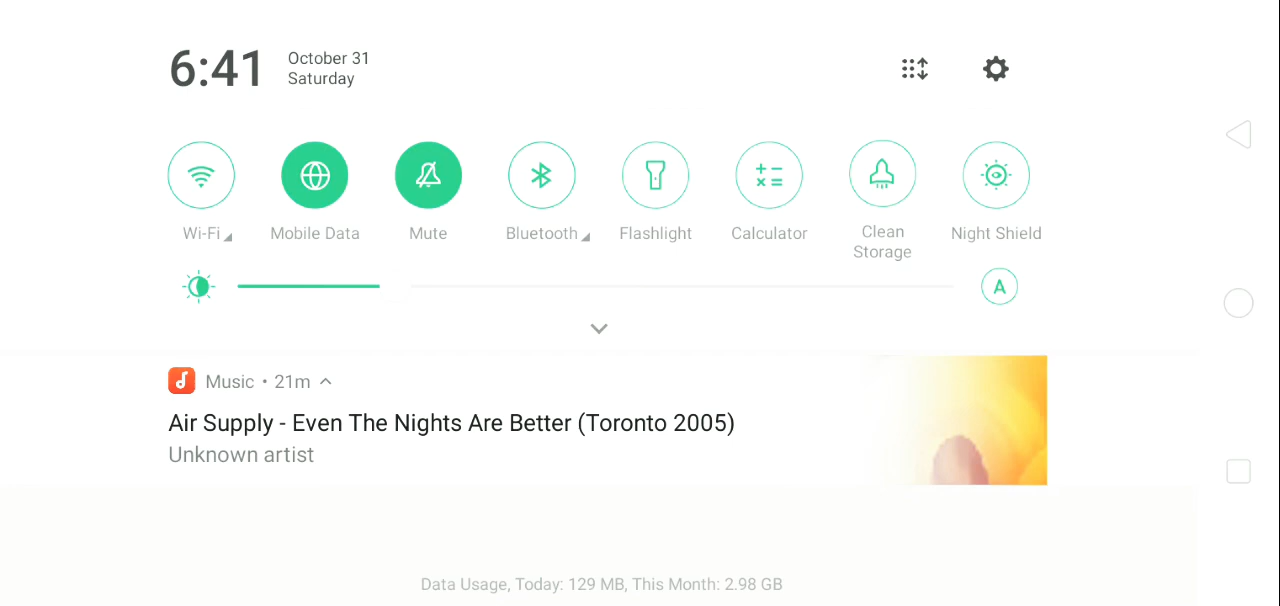 6:41
October 31
Saturday
Wi-Fi
Mobile Data
Mute
Bluetooth
Flashlight
Calculator
Clean
Storage
Night Shield
A
Music • 21m
Air Supply - Even The Nights Are Better (Toronto 2005)
Unknown artist
Data Usage, Today: 129 MB, This Month: 2.98 GB